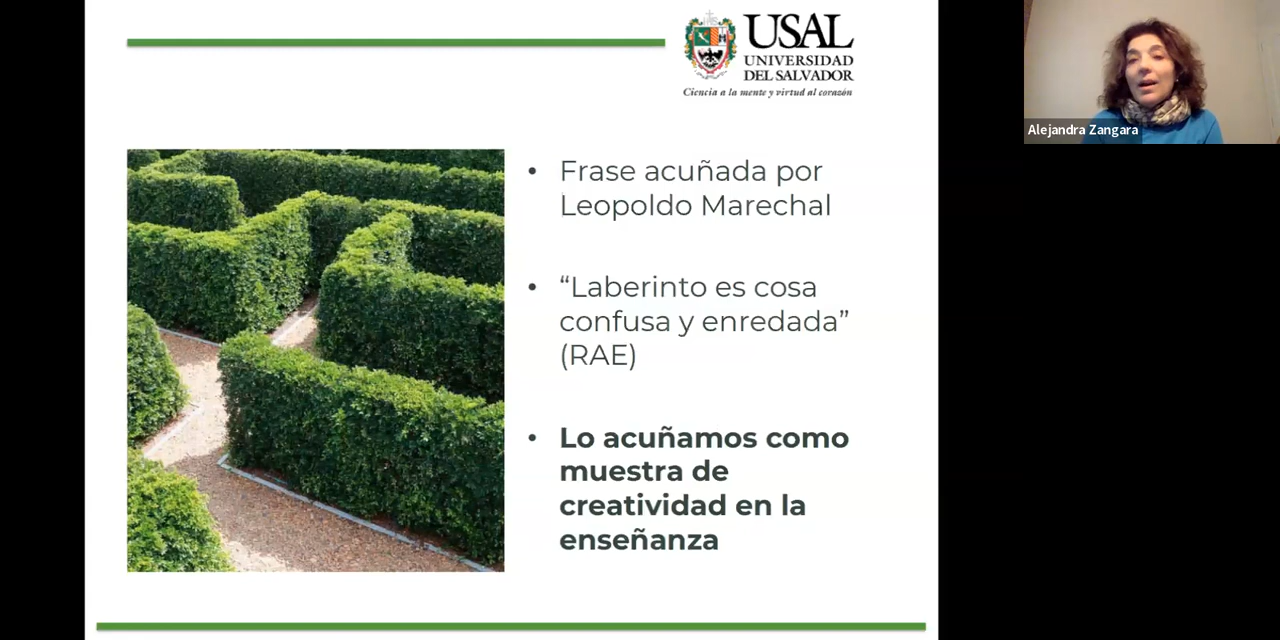 USAL
UNIVERSIDAD
DEL SALVADOR
Ciencia a la mente y virtud al corazón
Alejandra Zangara
• Frase acuñada por
Leopoldo Marechal
• “Laberinto es cosa
confusa y enredada”
(RAE)
• Lo acuñamos como
muestra de
creatividad en la
enseñanza